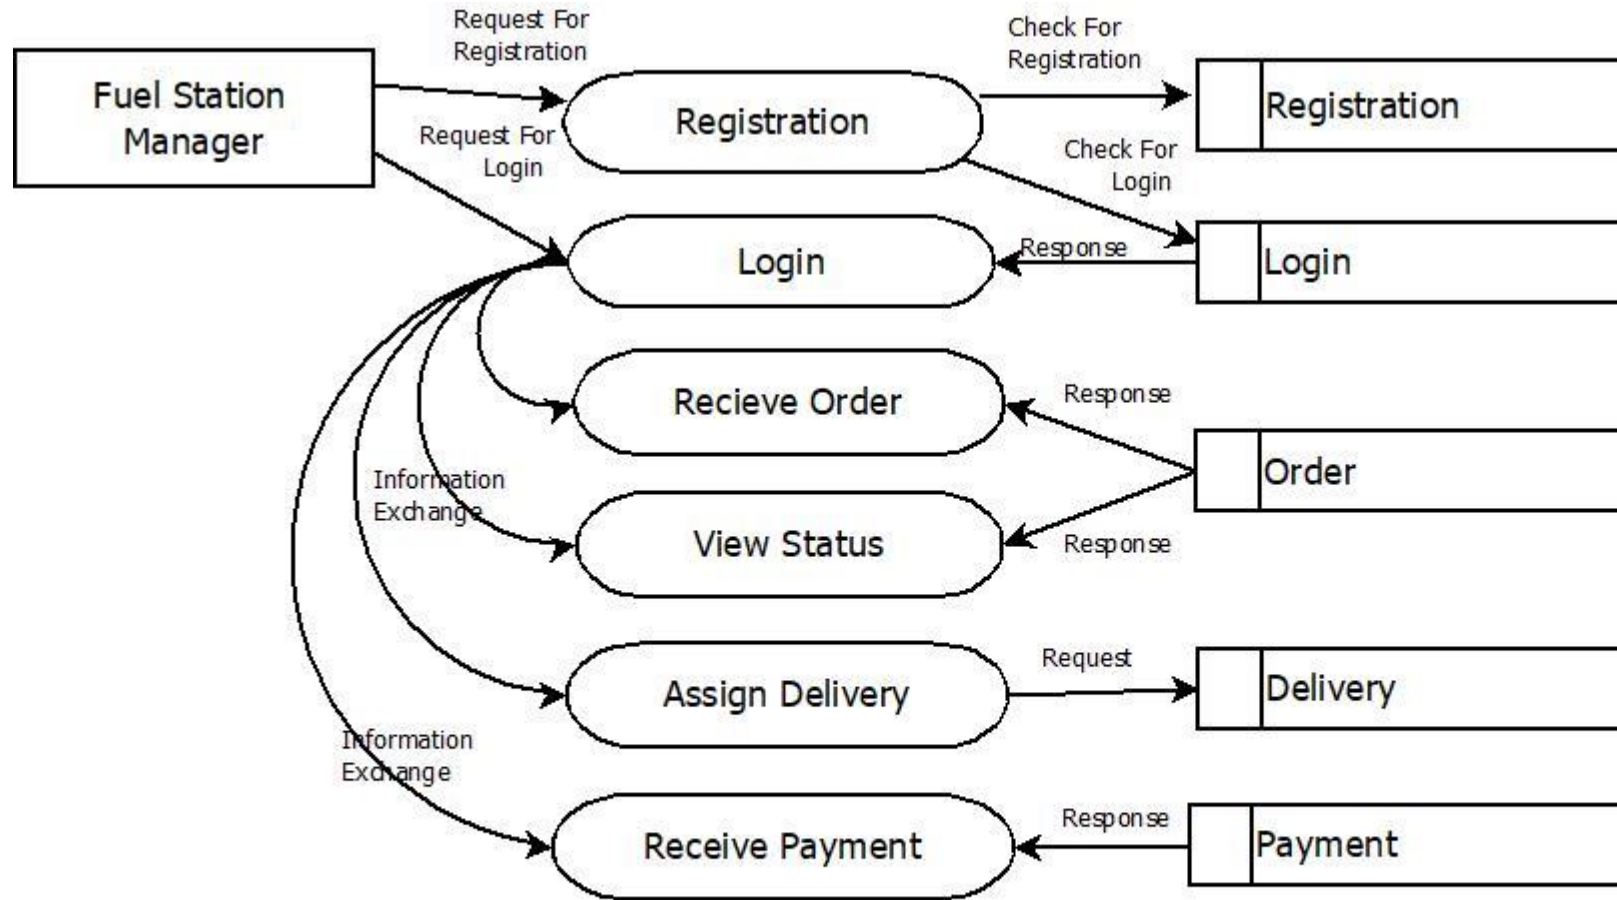 Request For
Registration
Check For
Registration
Fuel Station
Manager
Registration
Registration
Request For
Login
Check For
Login
Login
Response
Login
Recieve Order
Response
Order
Information
Exchange
View Status
Response
Assign Delivery
Request
Delivery
Information
Exchange
Receive Payment
Response
Payment